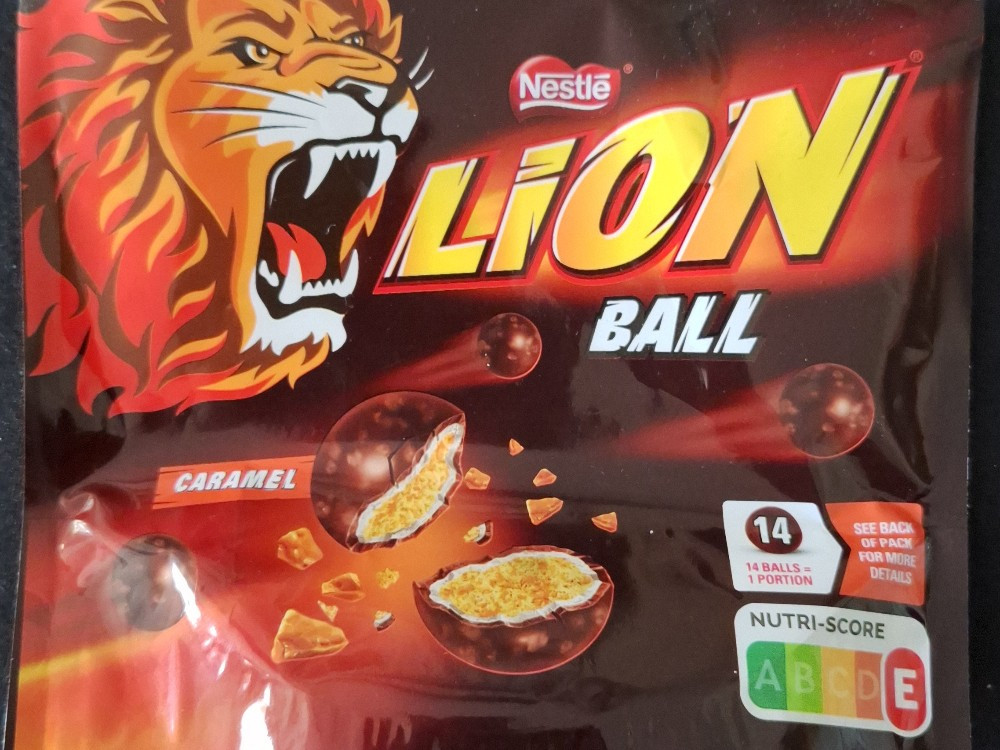 Nestlé®
LION®
BALL
CARAMEL
14
14 BALLS =
1 PORTION
SEE BACK
OF PACK
FOR MORE
DETAILS
NUTRI-SCORE
A B C D E